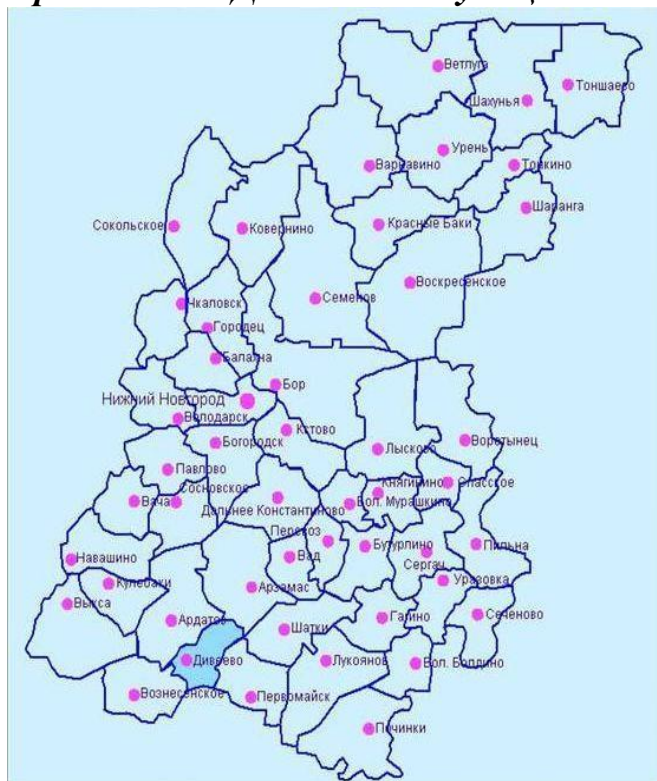 Ветлуга
Тоншаево
Шахунья
Урень
Варнавино
Тонкино
Шаранга
Сокольское
Ковернино
Красные Баки
Воскресенское
Семенов
Чкаловск
Городец
Балахна
Бор
Нижний Новгород
Володарск
Кстово
Богородск
Лысково
Воротынец
Павлово
Княгинино
Спасское
Сосновское
Вача
Дальнее Константиново
Бол. Мурашкино
Перевоз
Бутурлино
Пильна
Вад
Сергач
Навашино
Кулебаки
Арзамас
Уразовка
Выкса
Ардатов
Гагино
Сеченово
Шатки
Дивеево
Лукоянов
Бол. Болдино
Вознесенское
Первомайск
Починки